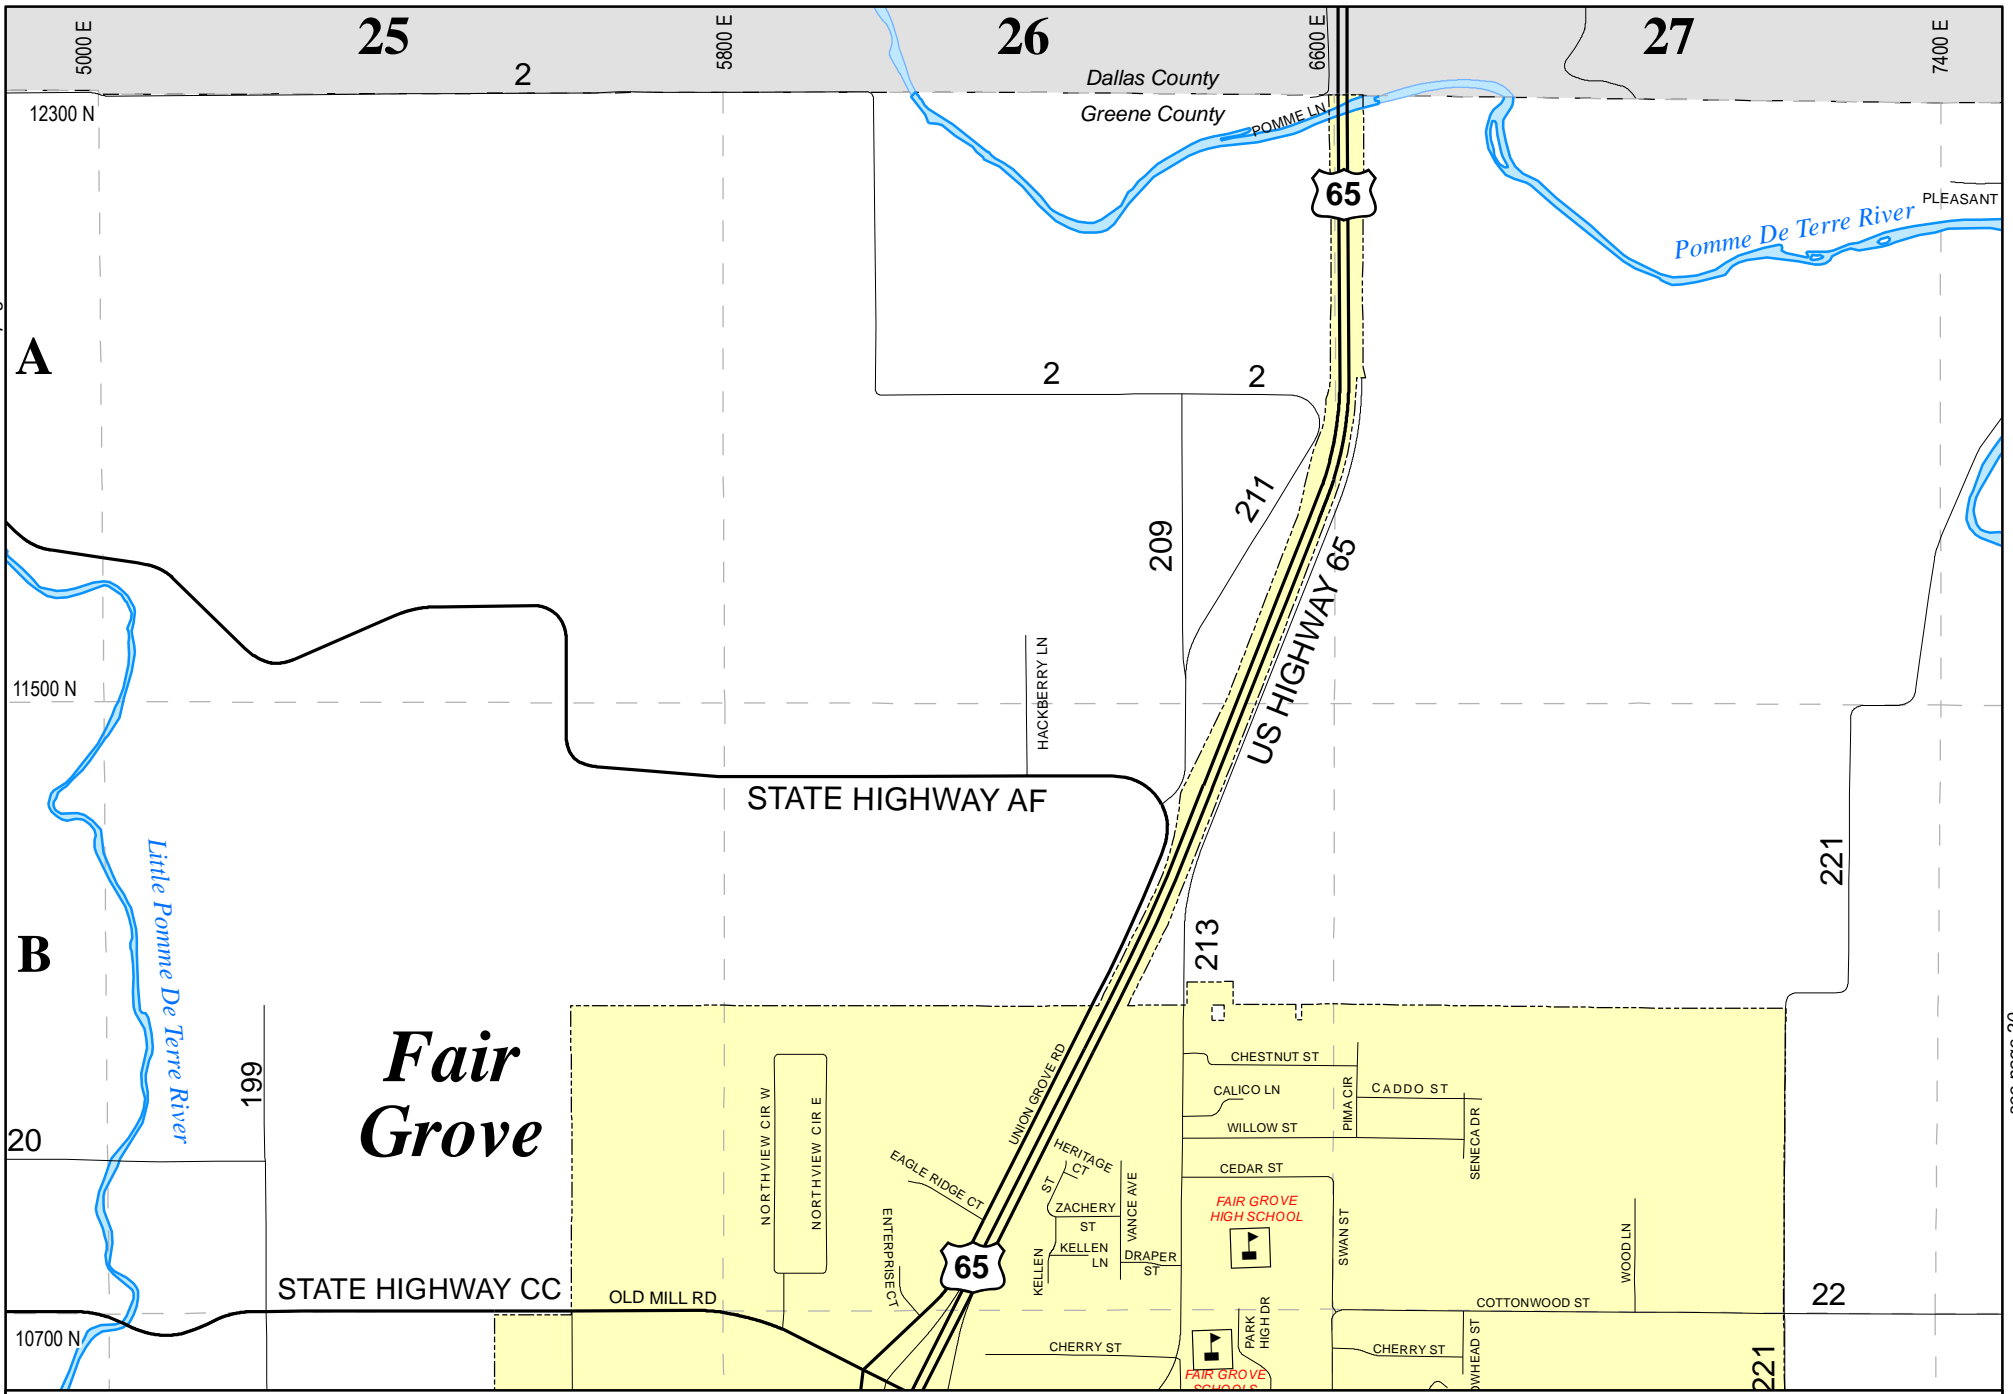 25
26
27
5000 E
5800 E
6600 E
7400 E
2
Dallas County
Greene County
12300 N
POMME LN
65
PLEASANT
Pomme De Terre River
A
2
2
211
209
US HIGHWAY 65
HACKBERRY LN
11500 N
STATE HIGHWAY AF
221
Little Pomme De Terre River
B
213
Fair
Grove
199
20
UNION GROVE RD
CHESTNUT ST
CALICO LN
PIMA CIR
CADDO ST
WILLOW ST
SENECA DR
NORTHVIEW CIR W
NORTHVIEW CIR E
EAGLE RIDGE CT
HERITAGE
CT
ST
CEDAR ST
ZACHERY
ST
VANCE AVE
FAIR GROVE
HIGH SCHOOL
SWAN ST
WOOD LN
ENTERPRISE CT
KELLEN
KELLEN
LN
DRAPER
ST
65
STATE HIGHWAY CC
OLD MILL RD
COTTONWOOD ST
22
10700 N
CHERRY ST
PARK
HIGH DR
CHERRY ST
221
FAIR GROVE
SCHOOLS